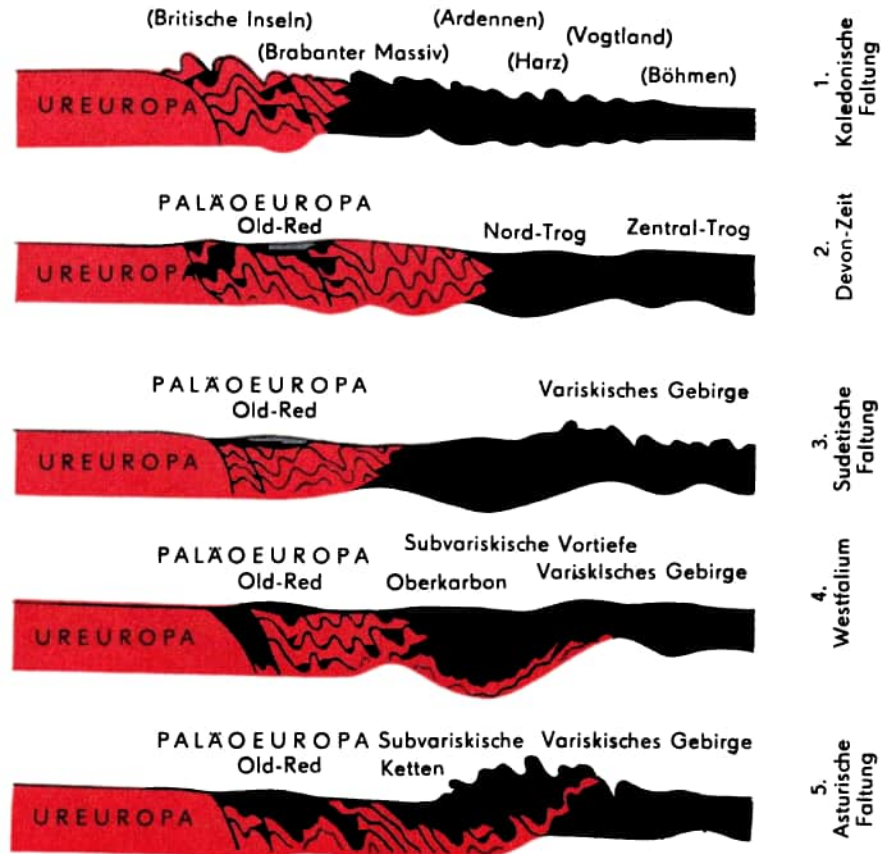 (Britische Inseln)
(Ardennen)
(Brabanter Massiv)
(Vogtland)
(Harz)
(Böhmen)
UREUROPA
1.
Kaledonische
Faltung
PALÄOEUROPA
Old-Red
Nord-Trog
Zentral-Trog
UREUROPA
2.
Devon-Zeit
PALÄOEUROPA
Old-Red
Variskisches Gebirge
UREUROPA
3.
Sudetische
Faltung
Subvariskische Vortiefe
PALÄOEUROPA
Old-Red
Oberkarbon
Variskisches Gebirge
UREUROPA
4.
Westfalium
PALÄOEUROPA
Old-Red
Subvariskische
Ketten
Variskisches Gebirge
UREUROPA
5.
Asturische
Faltung